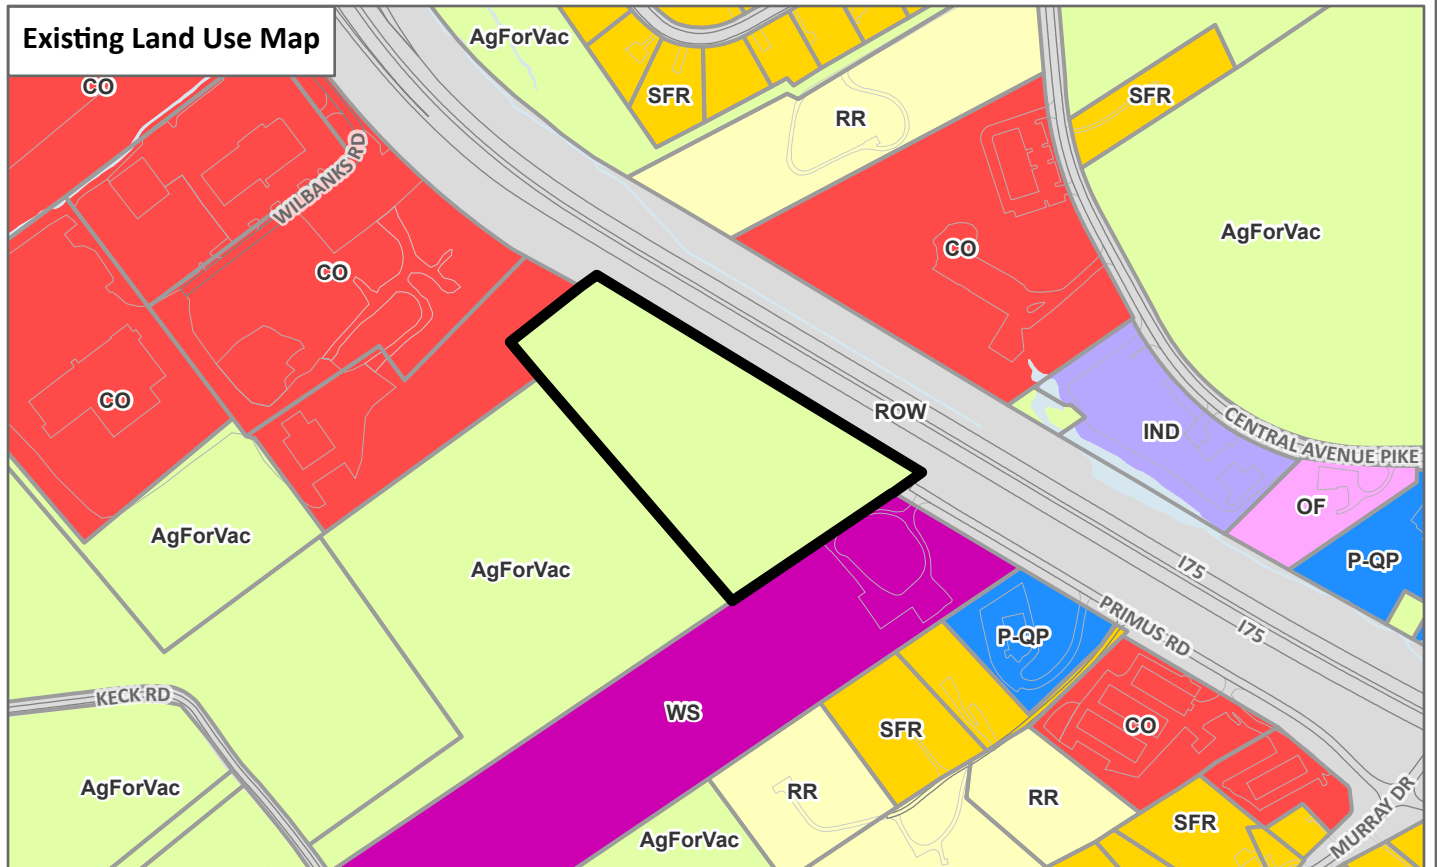 Existing Land Use Map
AgForVac
CO
SFR
SFR
RR
WILBANKS RD
AgForVac
CO
CO
CO
ROW
IND
CENTRAL AVENUE PIKE
OF
AgForVac
P-QP
AgForVac
I75
PRIMUS RD
I75
P-QP
KECK RD
WS
CO
SFR
AgForVac
RR
RR
SFR
MURRAY DR
AgForVac